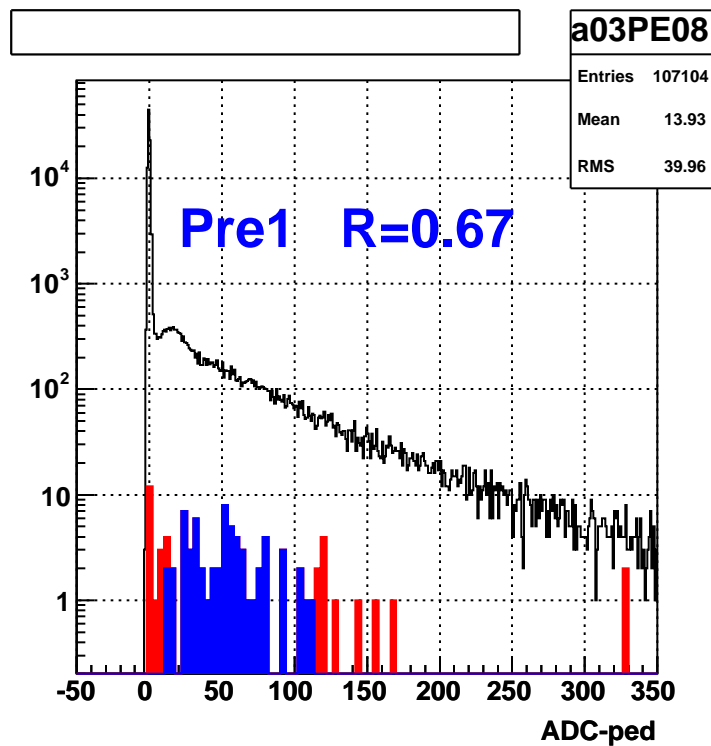 a03PE08
Entries 107104
Mean 13.93
RMS 39.96
Pre1 R=0.67
10^4
10^3
10^2
10
1
-50 0 50 100 150 200 250 300 350
ADC-ped